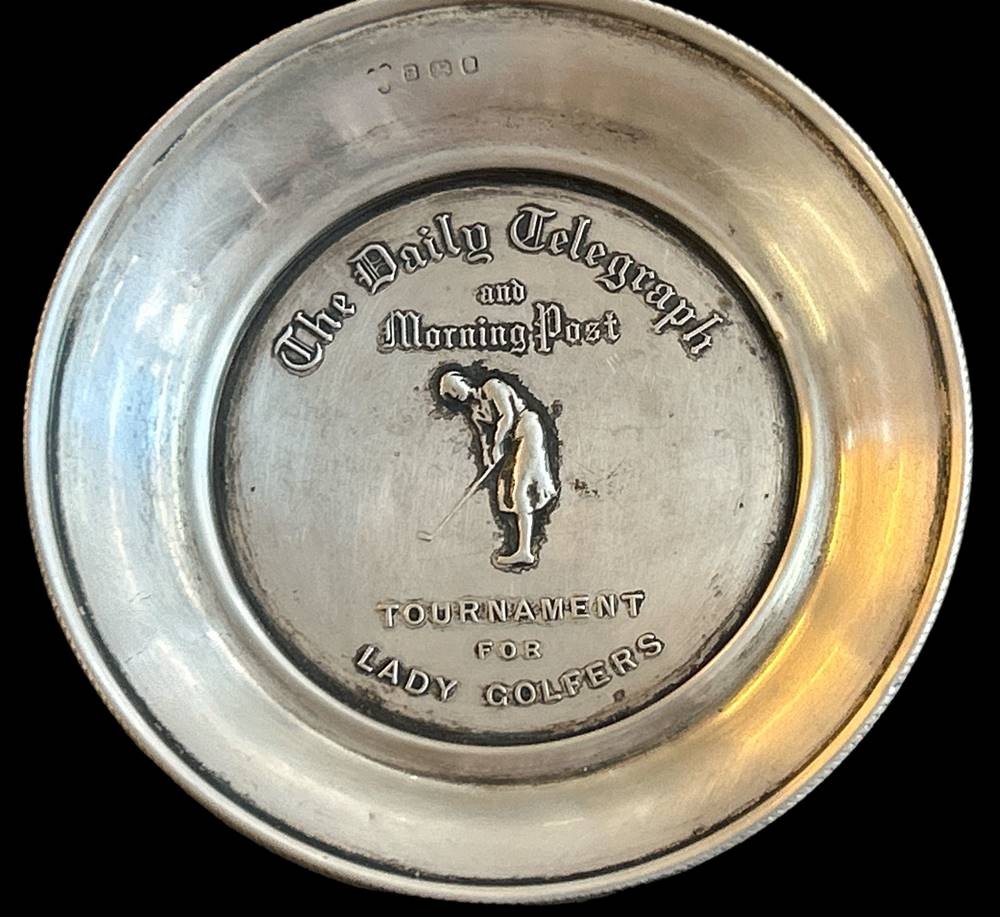 The Daily Telegraph
and
Morning Post
TOURNAMENT
FOR
LADY GOLFERS